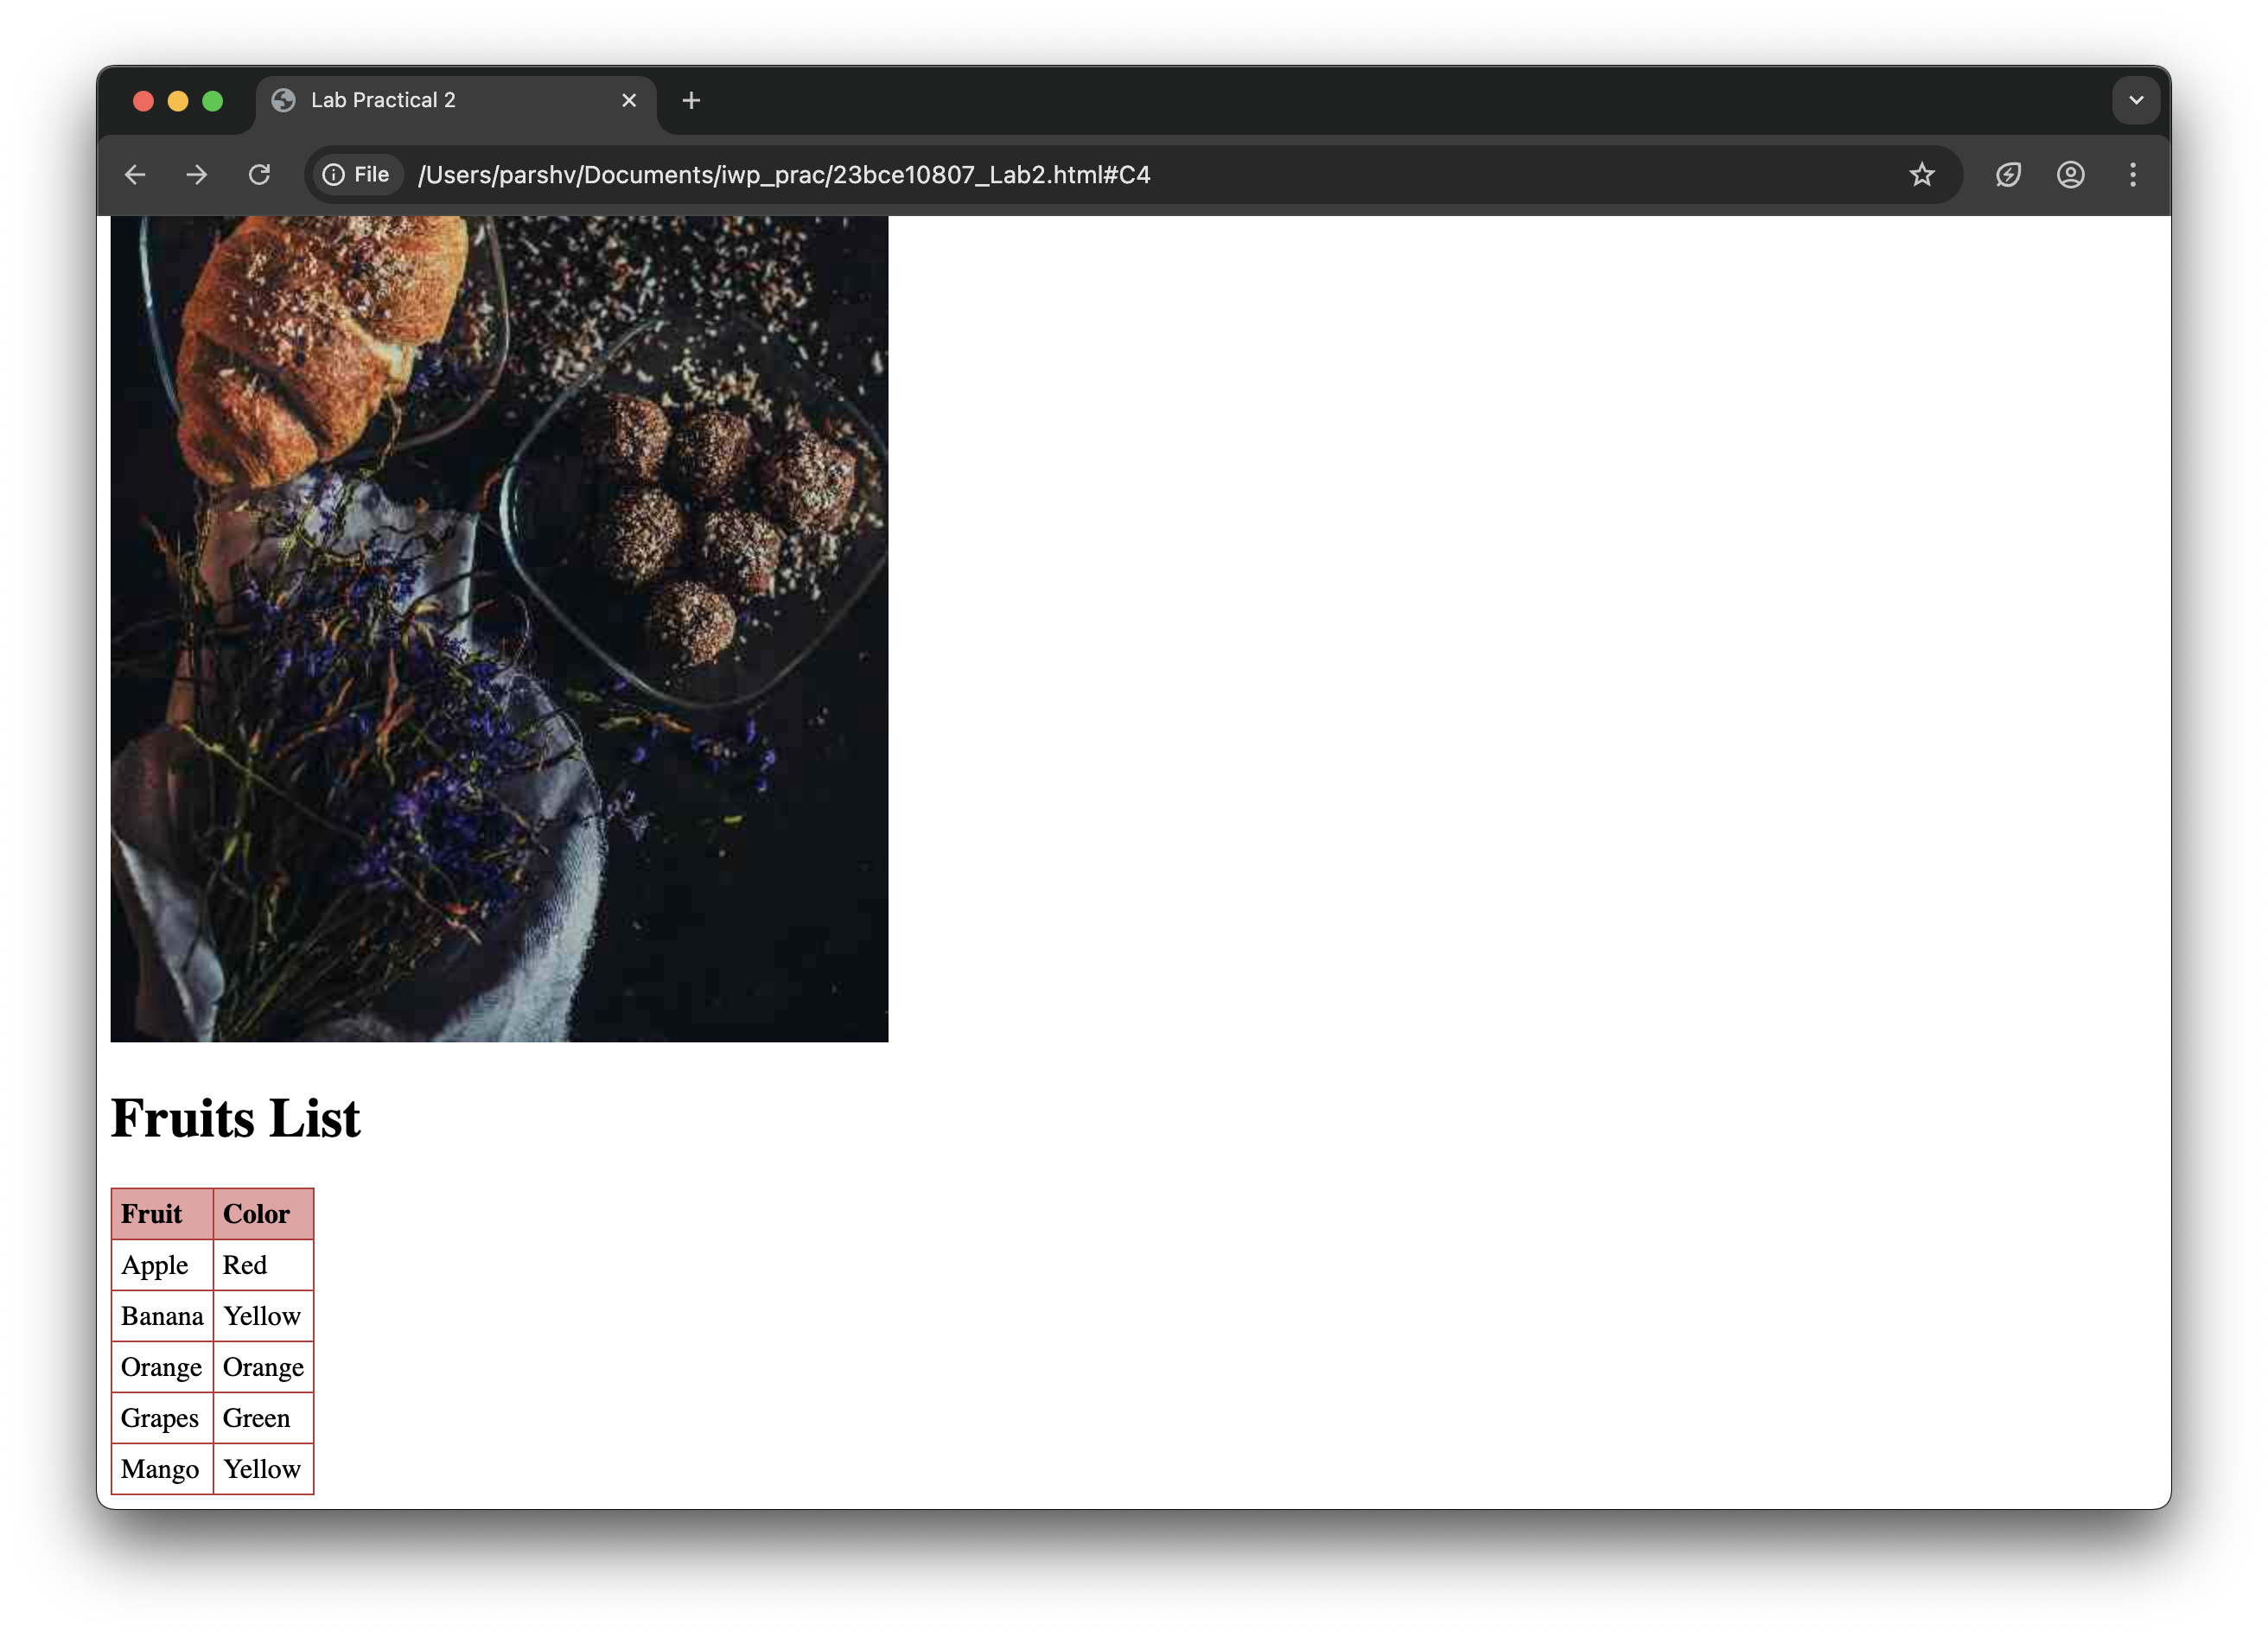 Lab Practical 2
File /Users/parshv/Documents/iwp_prac/23bce10807_Lab2.html#C4
Fruits List
Fruit Color
Apple Red
Banana Yellow
Orange Orange
Grapes Green
Mango Yellow